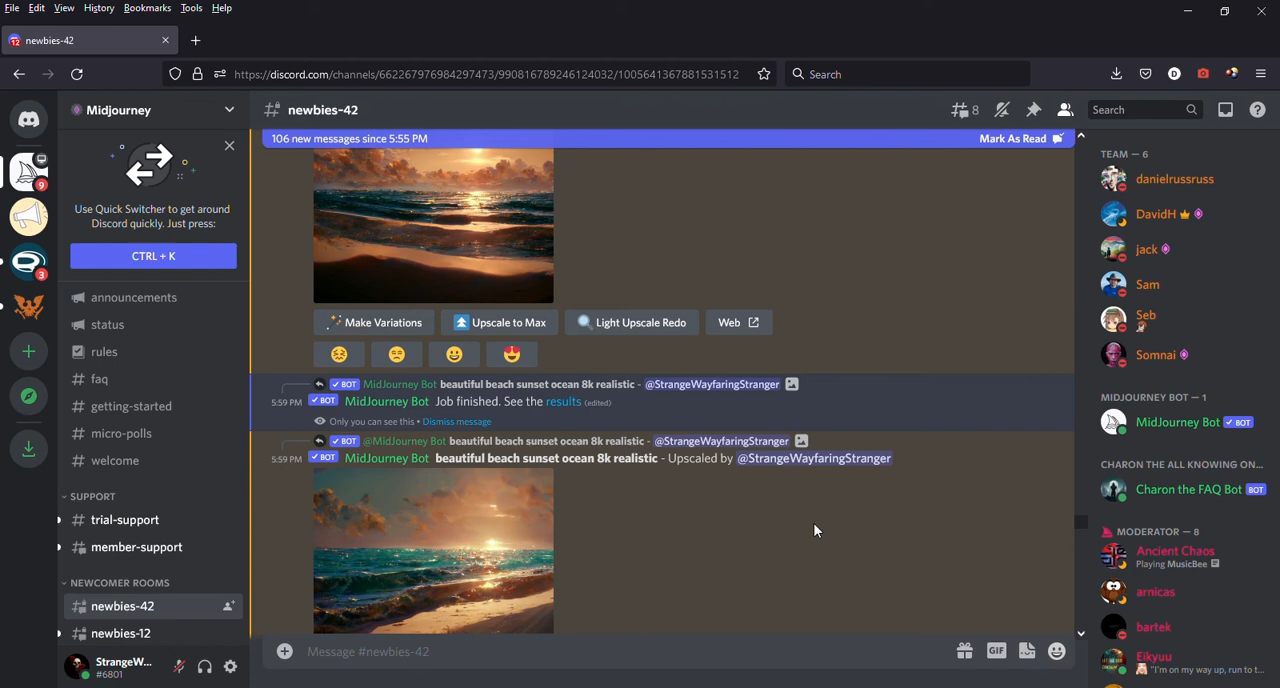 File Edit View History Bookmarks Tools Help
12 newbies-42
https://discord.com/channels/662267976984297473/990816789246124032/1005641367881531512
Search
D
Midjourney
newbies-42
8
Search
9
3
Use Quick Switcher to get around
Discord quickly. Just press:
CTRL + K
announcements
status
rules
faq
getting-started
micro-polls
welcome
SUPPORT
trial-support
member-support
NEWCOMER ROOMS
newbies-42
newbies-12
StrangeW...
#6801
106 new messages since 5:55 PM Mark As Read
Make Variations Upscale to Max Light Upscale Redo Web
BOT MidJourney Bot beautiful beach sunset ocean 8k realistic - @StrangeWayfaringStranger
5:59 PM BOT MidJourney Bot Job finished. See the results (edited)
Only you can see this • Dismiss message
BOT @MidJourney Bot beautiful beach sunset ocean 8k realistic - @StrangeWayfaringStranger
5:59 PM BOT MidJourney Bot beautiful beach sunset ocean 8k realistic - Upscaled by @StrangeWayfaringStranger
Message #newbies-42
GIF
TEAM — 6
danielrussruss
DavidH
jack
Sam
Seb
Somnai
MIDJOURNEY BOT — 1
MidJourney Bot BOT
CHARON THE ALL KNOWING ON...
Charon the FAQ Bot BOT
MODERATOR — 8
Ancient Chaos
Playing MusicBee
arnicas
bartek
Eikyuu
"I'm on my way up, run to t...